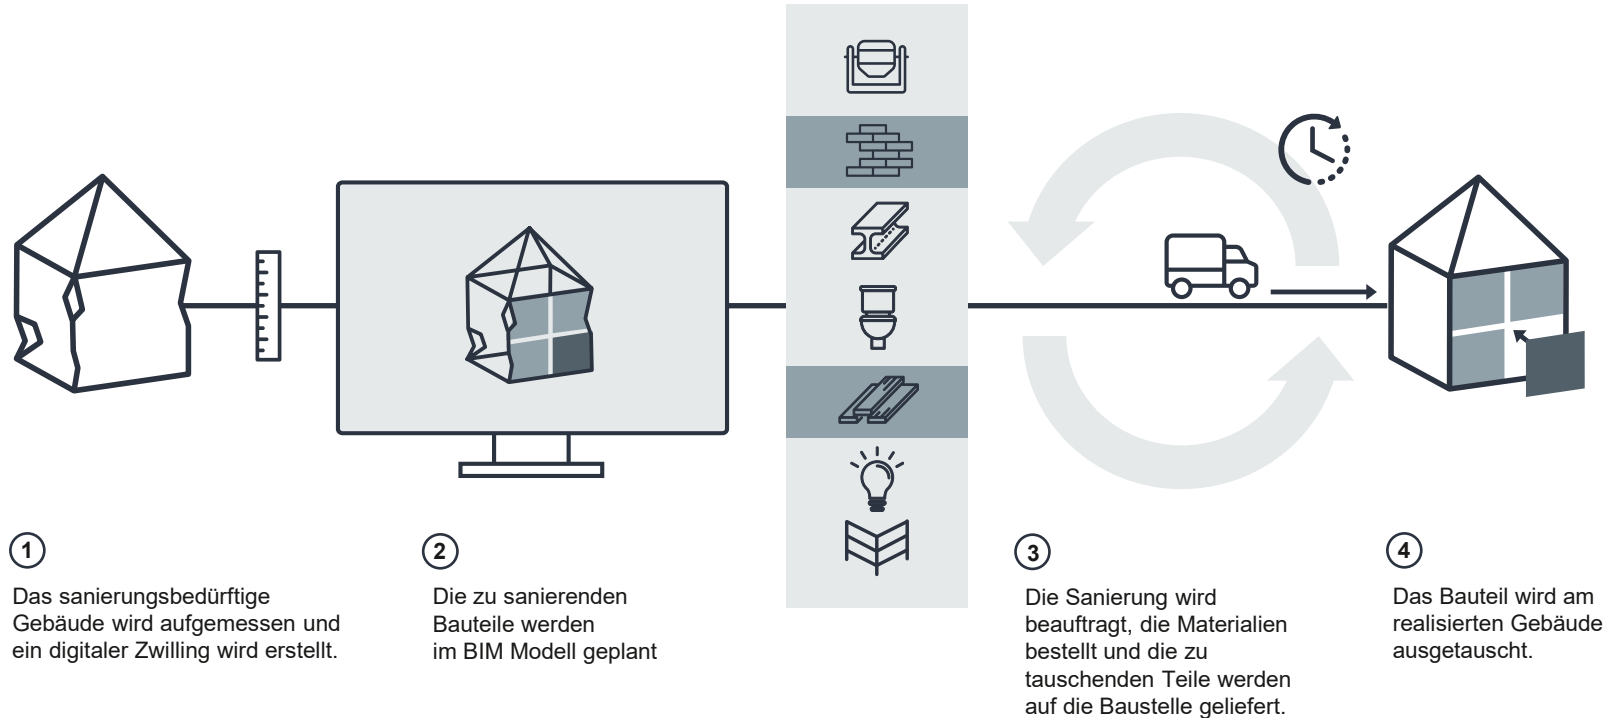 1
Das sanierungsbedürftige
Gebäude wird aufgemessen und
ein digitaler Zwilling wird erstellt.
2
Die zu sanierenden
Bauteile werden
im BIM Modell geplant
3
Die Sanierung wird
beauftragt, die Materialien
bestellt und die zu
tauschenden Teile werden
auf die Baustelle geliefert.
4
Das Bauteil wird am
realisierten Gebäude
ausgetauscht.